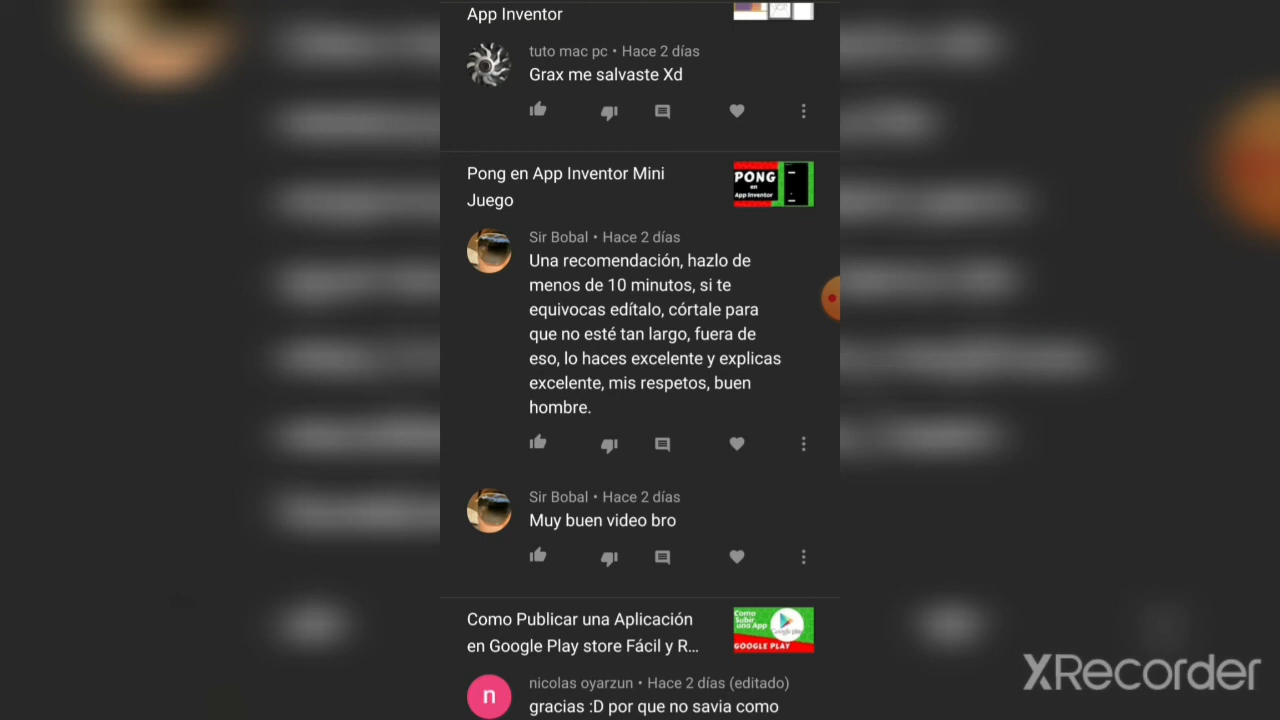 App Inventor
tuto mac pc • Hace 2 días
Grax me salvaste Xd
Pong en App Inventor Mini
Juego
PONG
en
App Inventor
Sir Bobal • Hace 2 días
Una recomendación, hazlo de
menos de 10 minutos, si te
equivocas edítalo, córtale para
que no esté tan largo, fuera de
eso, lo haces excelente y explicas
excelente, mis respetos, buen
hombre.
Sir Bobal • Hace 2 días
Muy buen video bro
Como Publicar una Aplicación
en Google Play store Fácil y R...
Como
Subir
una App
Google play
GOOGLE PLAY
n
nicolas oyarzun • Hace 2 días (editado)
gracias :D por que no savia como
XRecorder